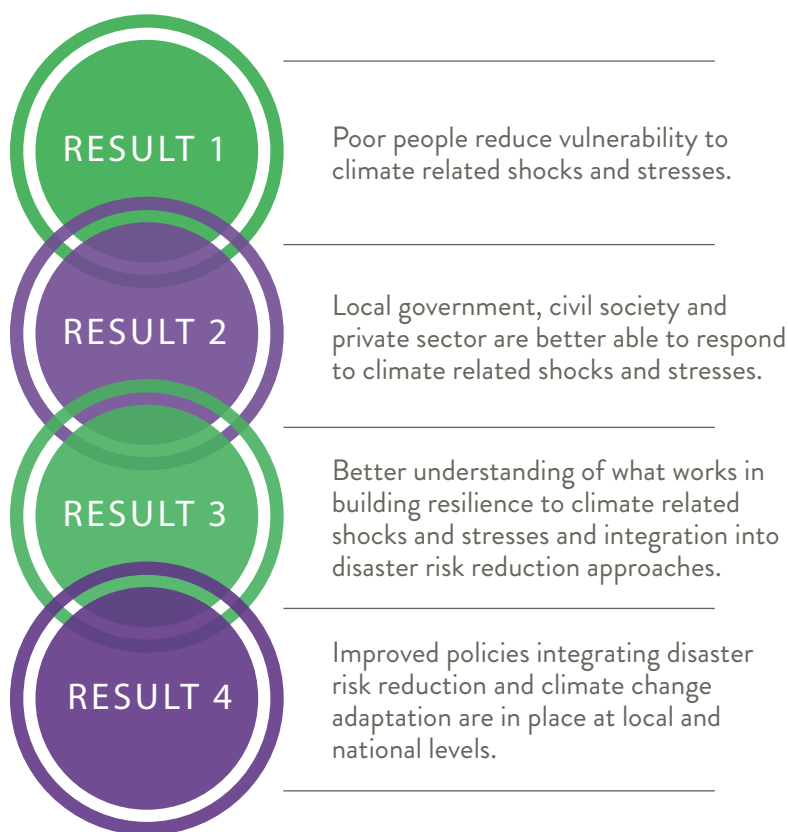 RESULT 1
Poor people reduce vulnerability to
climate related shocks and stresses.
RESULT 2
Local government, civil society and
private sector are better able to respond
to climate related shocks and stresses.
RESULT 3
Better understanding of what works in
building resilience to climate related
shocks and stresses and integration into
disaster risk reduction approaches.
RESULT 4
Improved policies integrating disaster
risk reduction and climate change
adaptation are in place at local and
national levels.